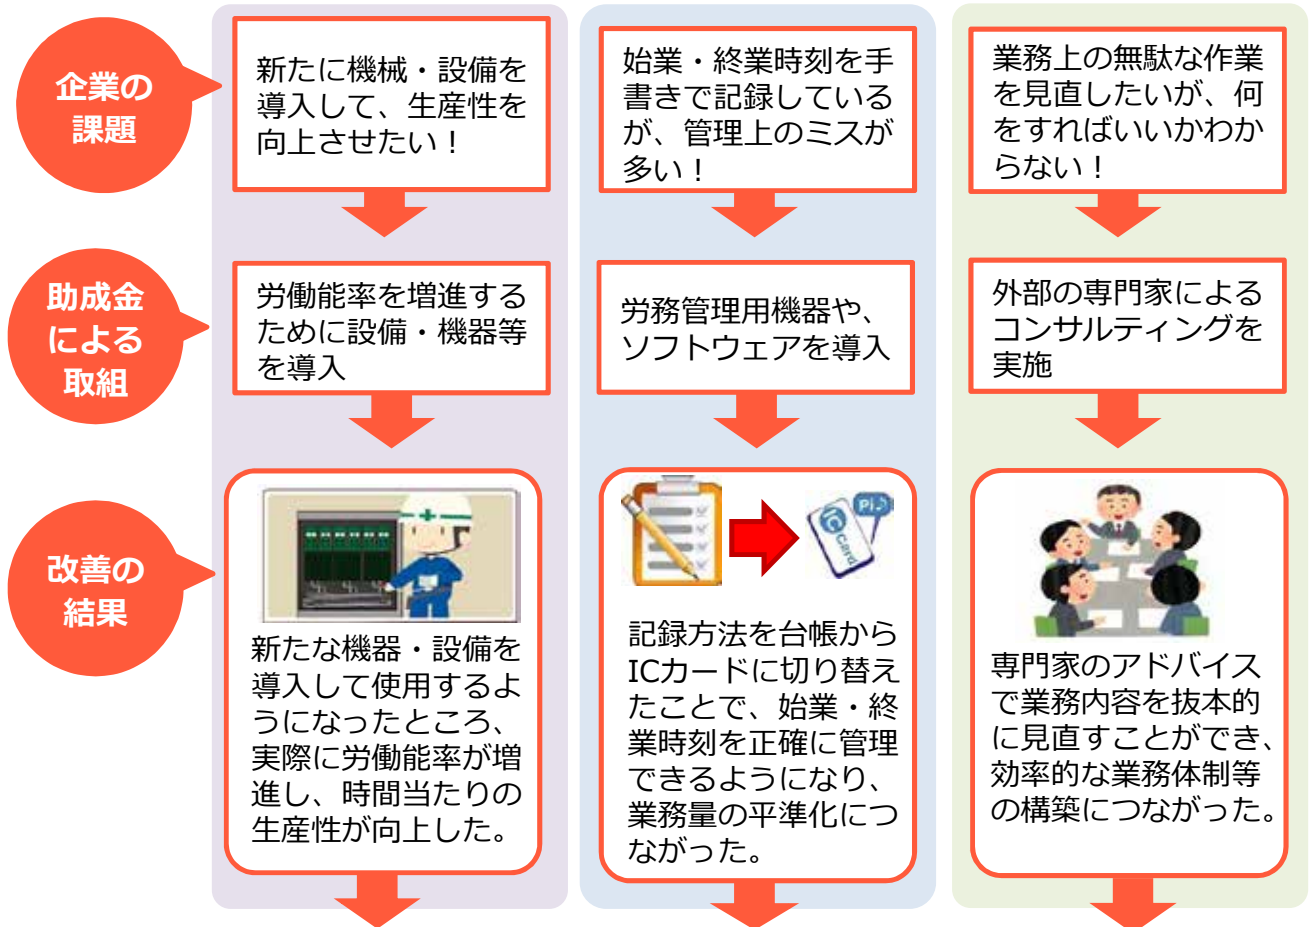 企業の
課題
新たに機械・設備を
導入して、生産性を
向上させたい！
始業・終業時刻を手
書きで記録している
が、管理上のミスが
多い！
業務上の無駄な作業
を見直したいが、何
をすればいいかわか
らない！
助成金
による
取組
労働能率を増進する
ために設備・機器等
を導入
労務管理用機器や、
ソフトウェアを導入
外部の専門家による
コンサルティングを
実施
改善の
結果
新たな機器・設備を
導入して使用するよ
うになったところ、
実際に労働能率が増
進し、時間当たりの
生産性が向上した。
Pi♪
IC
Card
記録方法を台帳から
ICカードに切り替え
たことで、始業・終
業時刻を正確に管理
できるようになり、
業務量の平準化につ
ながった。
専門家のアドバイス
で業務内容を抜本的
に見直すことができ、
効率的な業務体制等
の構築につながった。